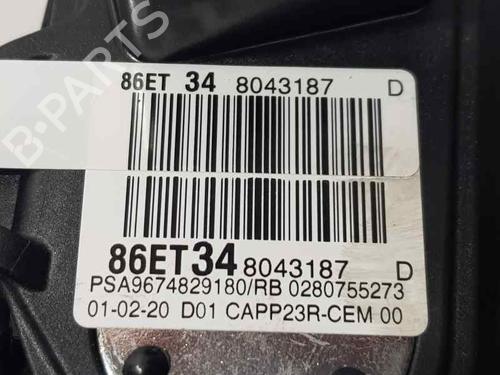 86ET 34 8043187 D
B-PARTS
86ET34 8043187 D
PSA9674829180/RB 0280755273
01-02-20 D01 CAPP23R-CEM 00